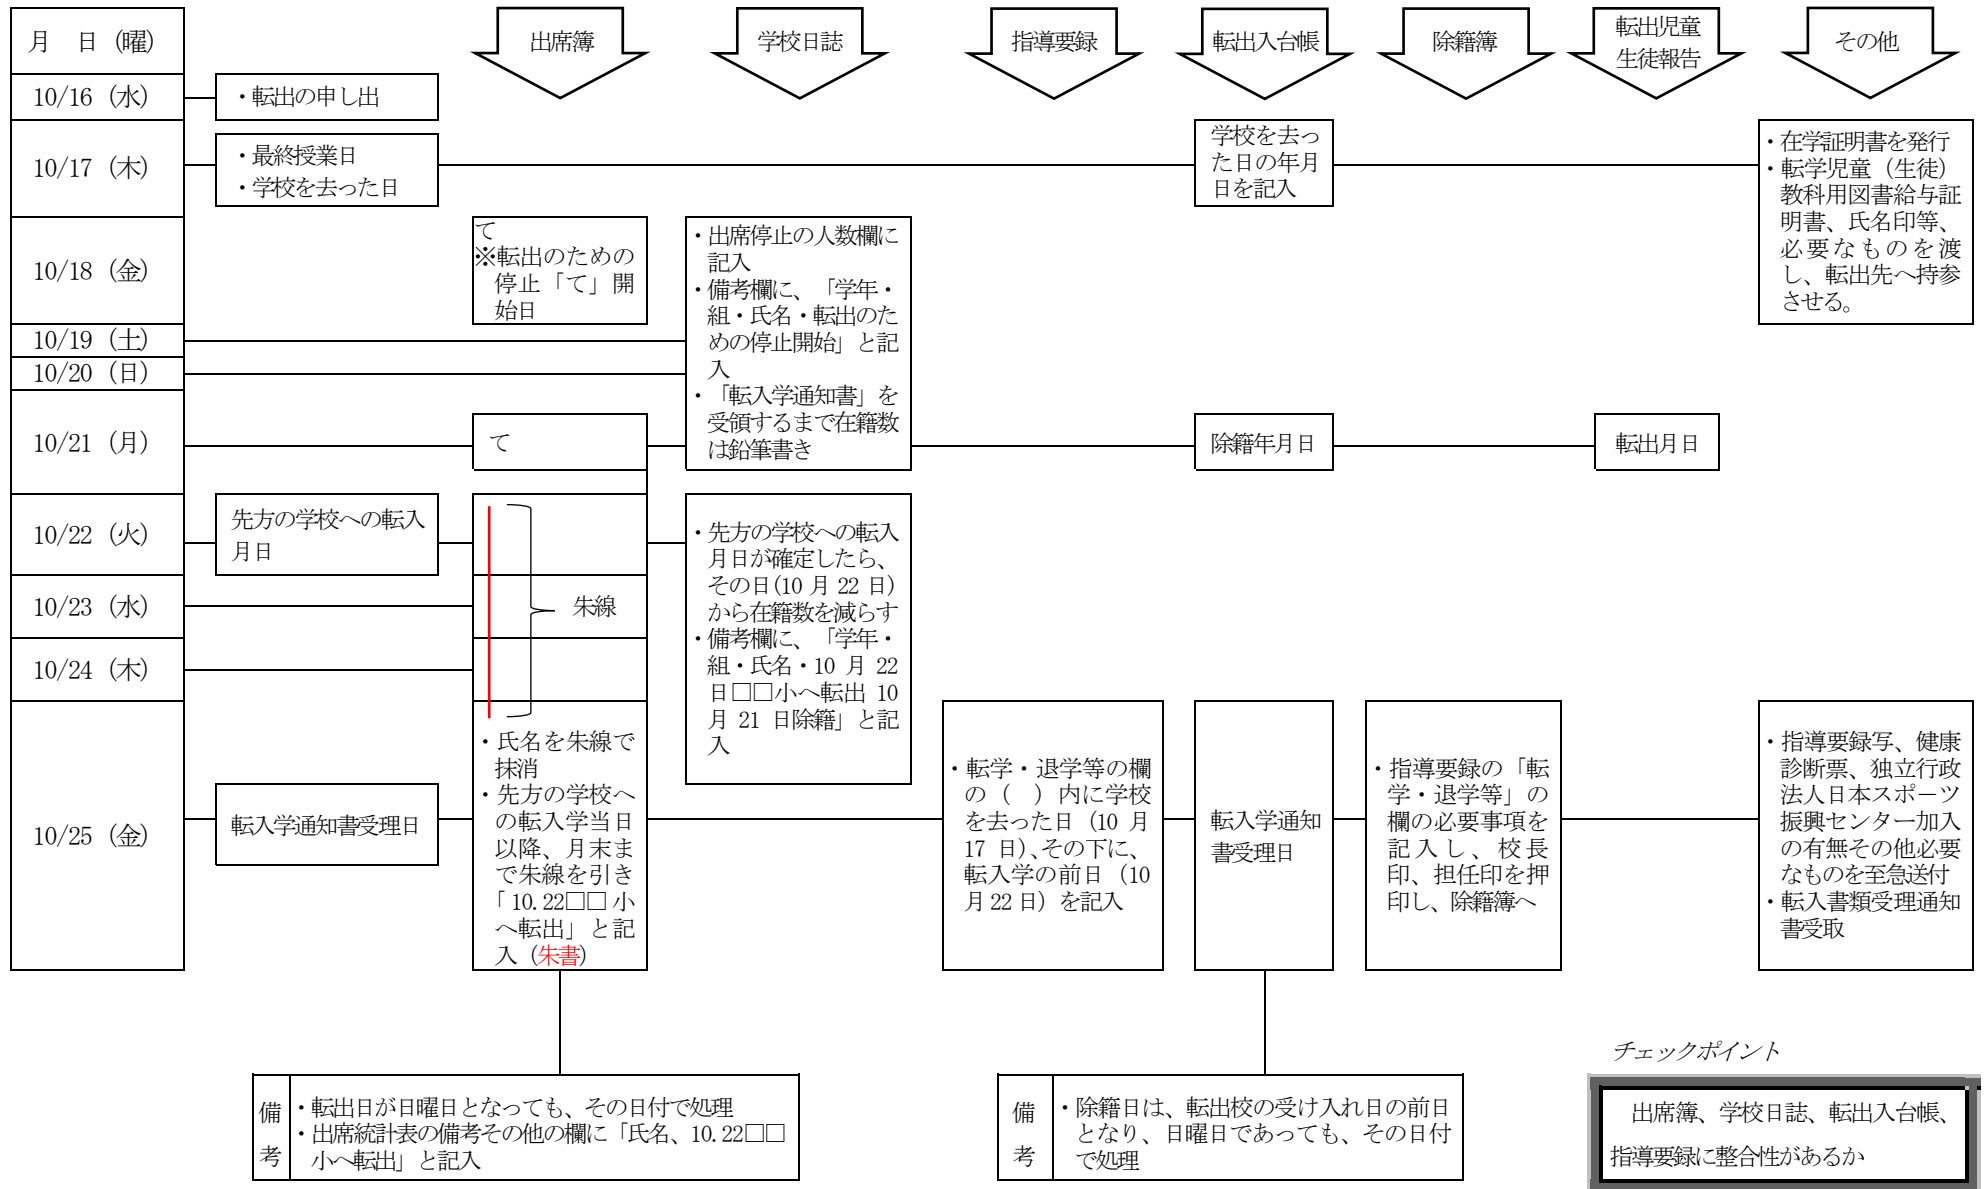 月　日（曜）
出席簿
学校日誌
指導要録
転出入台帳
除籍簿
転出児童
生徒報告
その他
10/16（水）
・転出の申し出
10/17（木）
・最終授業日
・学校を去った日
学校を去っ
た日の年月
日を記入
・在学証明書を発行
・転学児童（生徒）
教科用図書給与証
明書、氏名印等、
必要なものを渡
し、転出先へ持参
させる。
10/18（金）
て
※転出のための
停止「て」開
始日
・出席停止の人数欄に
記入
・備考欄に、「学年・
組・氏名・転出のた
めの停止開始」と記
入
・「転入学通知書」を
受領するまで在籍数
は鉛筆書き
10/19（土）
10/20（日）
10/21（月）
て
除籍年月日
転出月日
10/22（火）
先方の学校への転入
月日
・先方の学校への転入
月日が確定したら、
その日(10月22日)
から在籍数を減らす
・備考欄に、「学年・
組・氏名・10月22
日□□小へ転出 10
月 21 日除籍」と記
入
10/23（水）
朱線
10/24（木）
10/25（金）
転入学通知書受理日
・氏名を朱線で
抹消
・先方の学校へ
の転入学当日
以降、月末ま
で朱線を引き
「10.22□□小
へ転出」と記
入（朱書）
・転学・退学等の欄
の（　）内に学校
を去った日（10月
17日）、その下に、
転入学の前日（10
月22日）を記入
転入学通知
書受理日
・指導要録の「転
学・退学等」の
欄の必要事項を
記入し、校長
印、担任印を押
印し、除籍簿へ
・指導要録写、健康
診断票、独立行政
法人日本スポーツ
振興センター加入
の有無その他必要
なものを至急送付
・転入書類受理通知
書受取
備考
・転出日が日曜日となっても、その日付で処理
・出席統計表の備考その他の欄に「氏名、10.22□□
小へ転出」と記入
備考
・除籍日は、転出校の受け入れ日の前日
となり、日曜日であっても、その日付
で処理
チェックポイント
出席簿、学校日誌、転出入台帳、
指導要録に整合性があるか